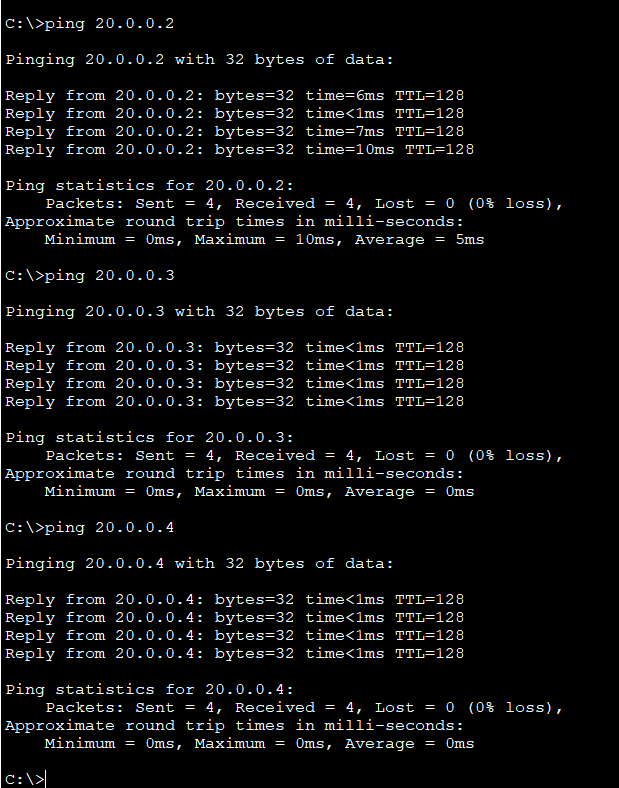 C:\>ping 20.0.0.2
Pinging 20.0.0.2 with 32 bytes of data:
Reply from 20.0.0.2: bytes=32 time=6ms TTL=128
Reply from 20.0.0.2: bytes=32 time<1ms TTL=128
Reply from 20.0.0.2: bytes=32 time=7ms TTL=128
Reply from 20.0.0.2: bytes=32 time=10ms TTL=128
Ping statistics for 20.0.0.2:
    Packets: Sent = 4, Received = 4, Lost = 0 (0% loss),
Approximate round trip times in milli-seconds:
    Minimum = 0ms, Maximum = 10ms, Average = 5ms
C:\>ping 20.0.0.3
Pinging 20.0.0.3 with 32 bytes of data:
Reply from 20.0.0.3: bytes=32 time<1ms TTL=128
Reply from 20.0.0.3: bytes=32 time<1ms TTL=128
Reply from 20.0.0.3: bytes=32 time<1ms TTL=128
Reply from 20.0.0.3: bytes=32 time<1ms TTL=128
Ping statistics for 20.0.0.3:
    Packets: Sent = 4, Received = 4, Lost = 0 (0% loss),
Approximate round trip times in milli-seconds:
    Minimum = 0ms, Maximum = 0ms, Average = 0ms
C:\>ping 20.0.0.4
Pinging 20.0.0.4 with 32 bytes of data:
Reply from 20.0.0.4: bytes=32 time<1ms TTL=128
Reply from 20.0.0.4: bytes=32 time<1ms TTL=128
Reply from 20.0.0.4: bytes=32 time<1ms TTL=128
Reply from 20.0.0.4: bytes=32 time<1ms TTL=128
Ping statistics for 20.0.0.4:
    Packets: Sent = 4, Received = 4, Lost = 0 (0% loss),
Approximate round trip times in milli-seconds:
    Minimum = 0ms, Maximum = 0ms, Average = 0ms
C:\>